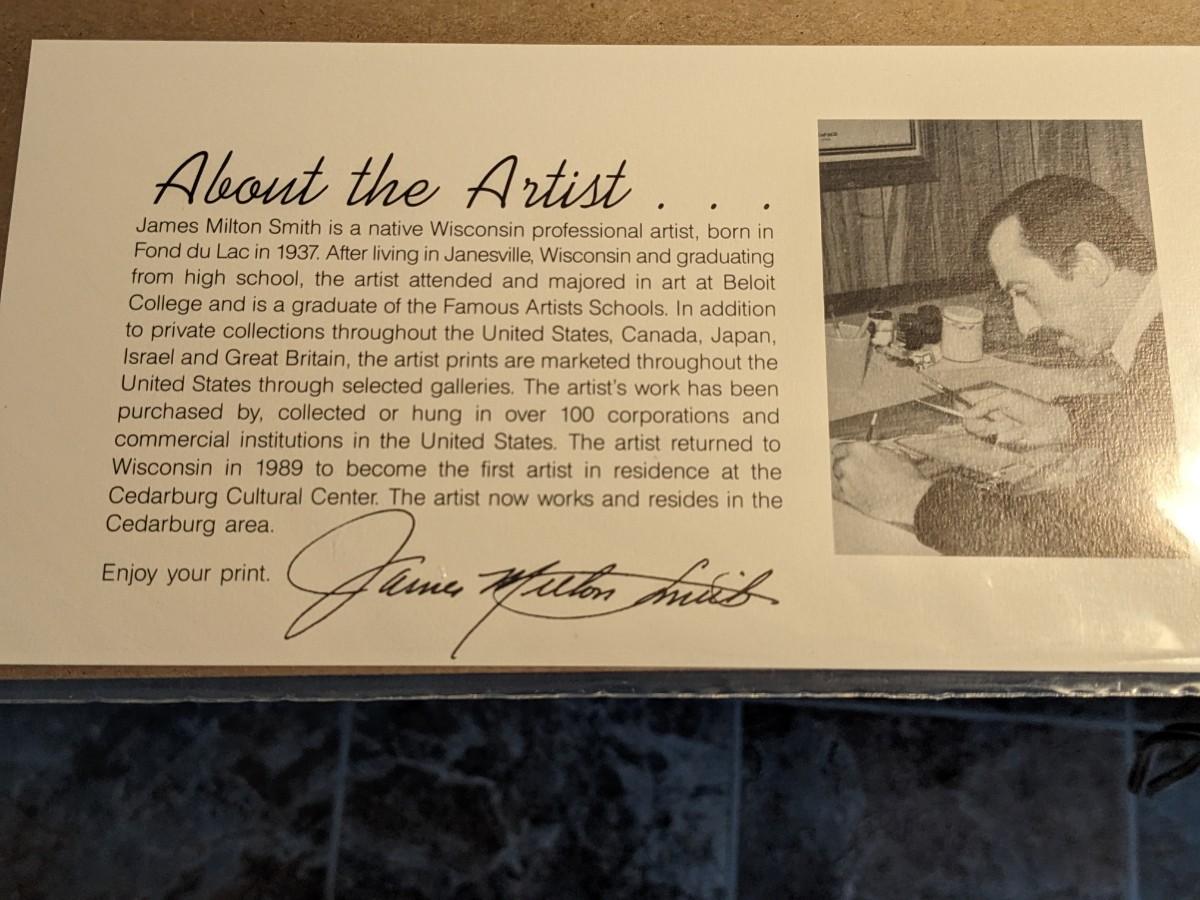 About the Artist . . .
James Milton Smith is a native Wisconsin professional artist, born in
Fond du Lac in 1937. After living in Janesville, Wisconsin and graduating
from high school, the artist attended and majored in art at Beloit
College and is a graduate of the Famous Artists Schools. In addition
to private collections throughout the United States, Canada, Japan,
Israel and Great Britain, the artist prints are marketed throughout the
United States through selected galleries. The artist's work has been
purchased by, collected or hung in over 100 corporations and
commercial institutions in the United States. The artist returned to
Wisconsin in 1989 to become the first artist in residence at the
Cedarburg Cultural Center. The artist now works and resides in the
Cedarburg area.
Enjoy your print. James Milton Smith